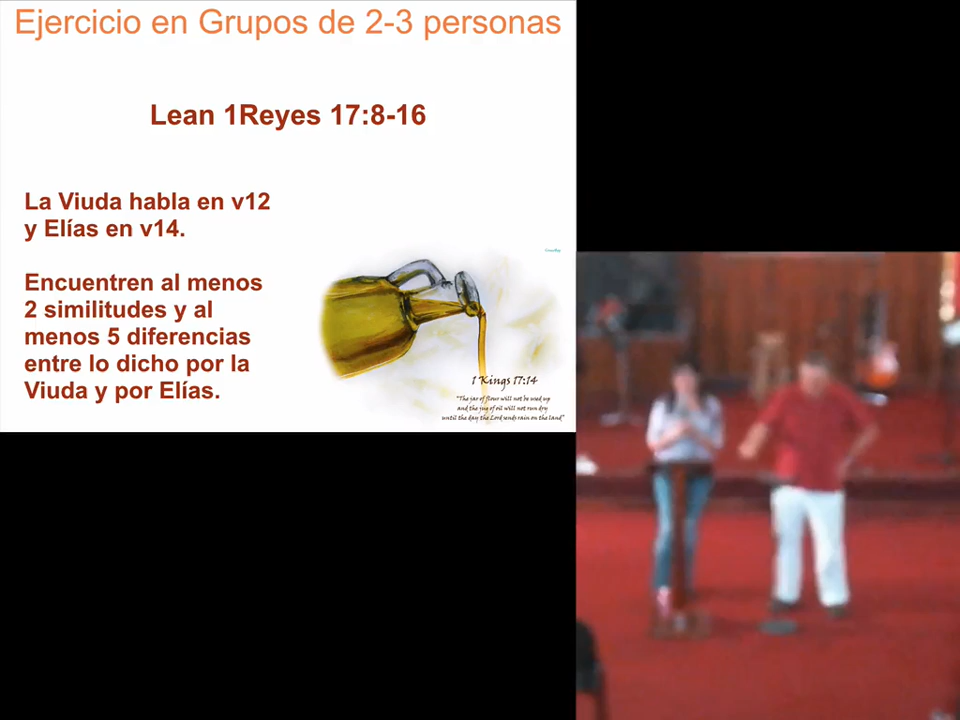 Ejercicio en Grupos de 2-3 personas
Lean 1Reyes 17:8-16
La Viuda habla en v12
y Elías en v14.
Encuentren al menos
2 similitudes y al
menos 5 diferencias
entre lo dicho por la
Viuda y por Elías.
1 Kings 17:14
"The jar of flour will not be used up
and the jug of oil will not run dry
until the day the Lord sends rain on the land"